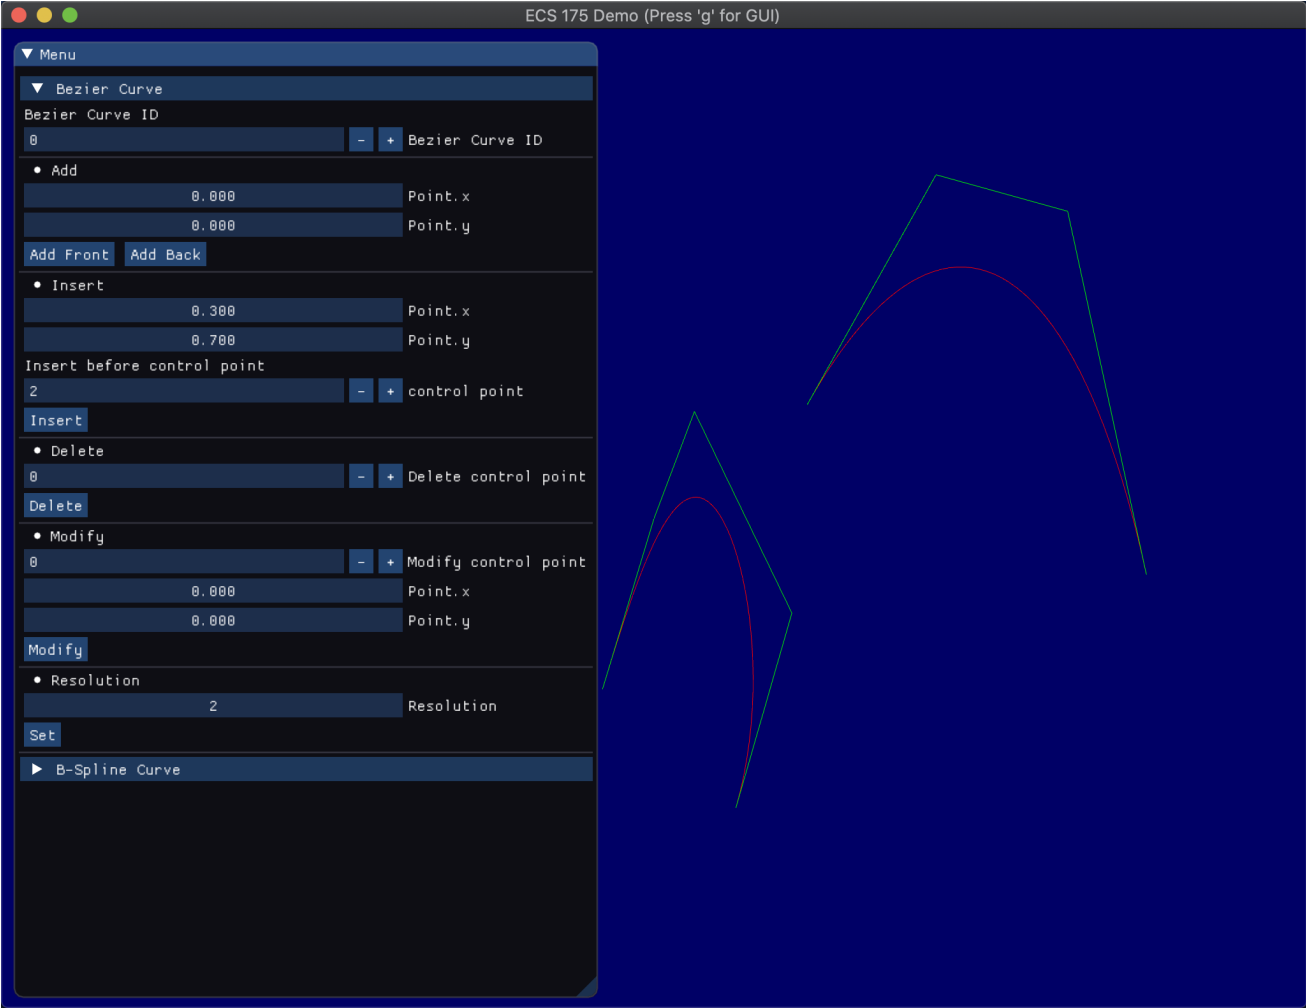 ECS 175 Demo (Press 'g' for GUI)
Menu
Bezier Curve
Bezier Curve ID
0 - + Bezier Curve ID
Add
0.000 Point.x
0.000 Point.y
Add Front Add Back
Insert
0.300 Point.x
0.700 Point.y
Insert before control point
2 - + control point
Insert
Delete
0 - + Delete control point
Delete
Modify
0 - + Modify control point
0.000 Point.x
0.000 Point.y
Modify
Resolution
2 Resolution
Set
B-Spline Curve